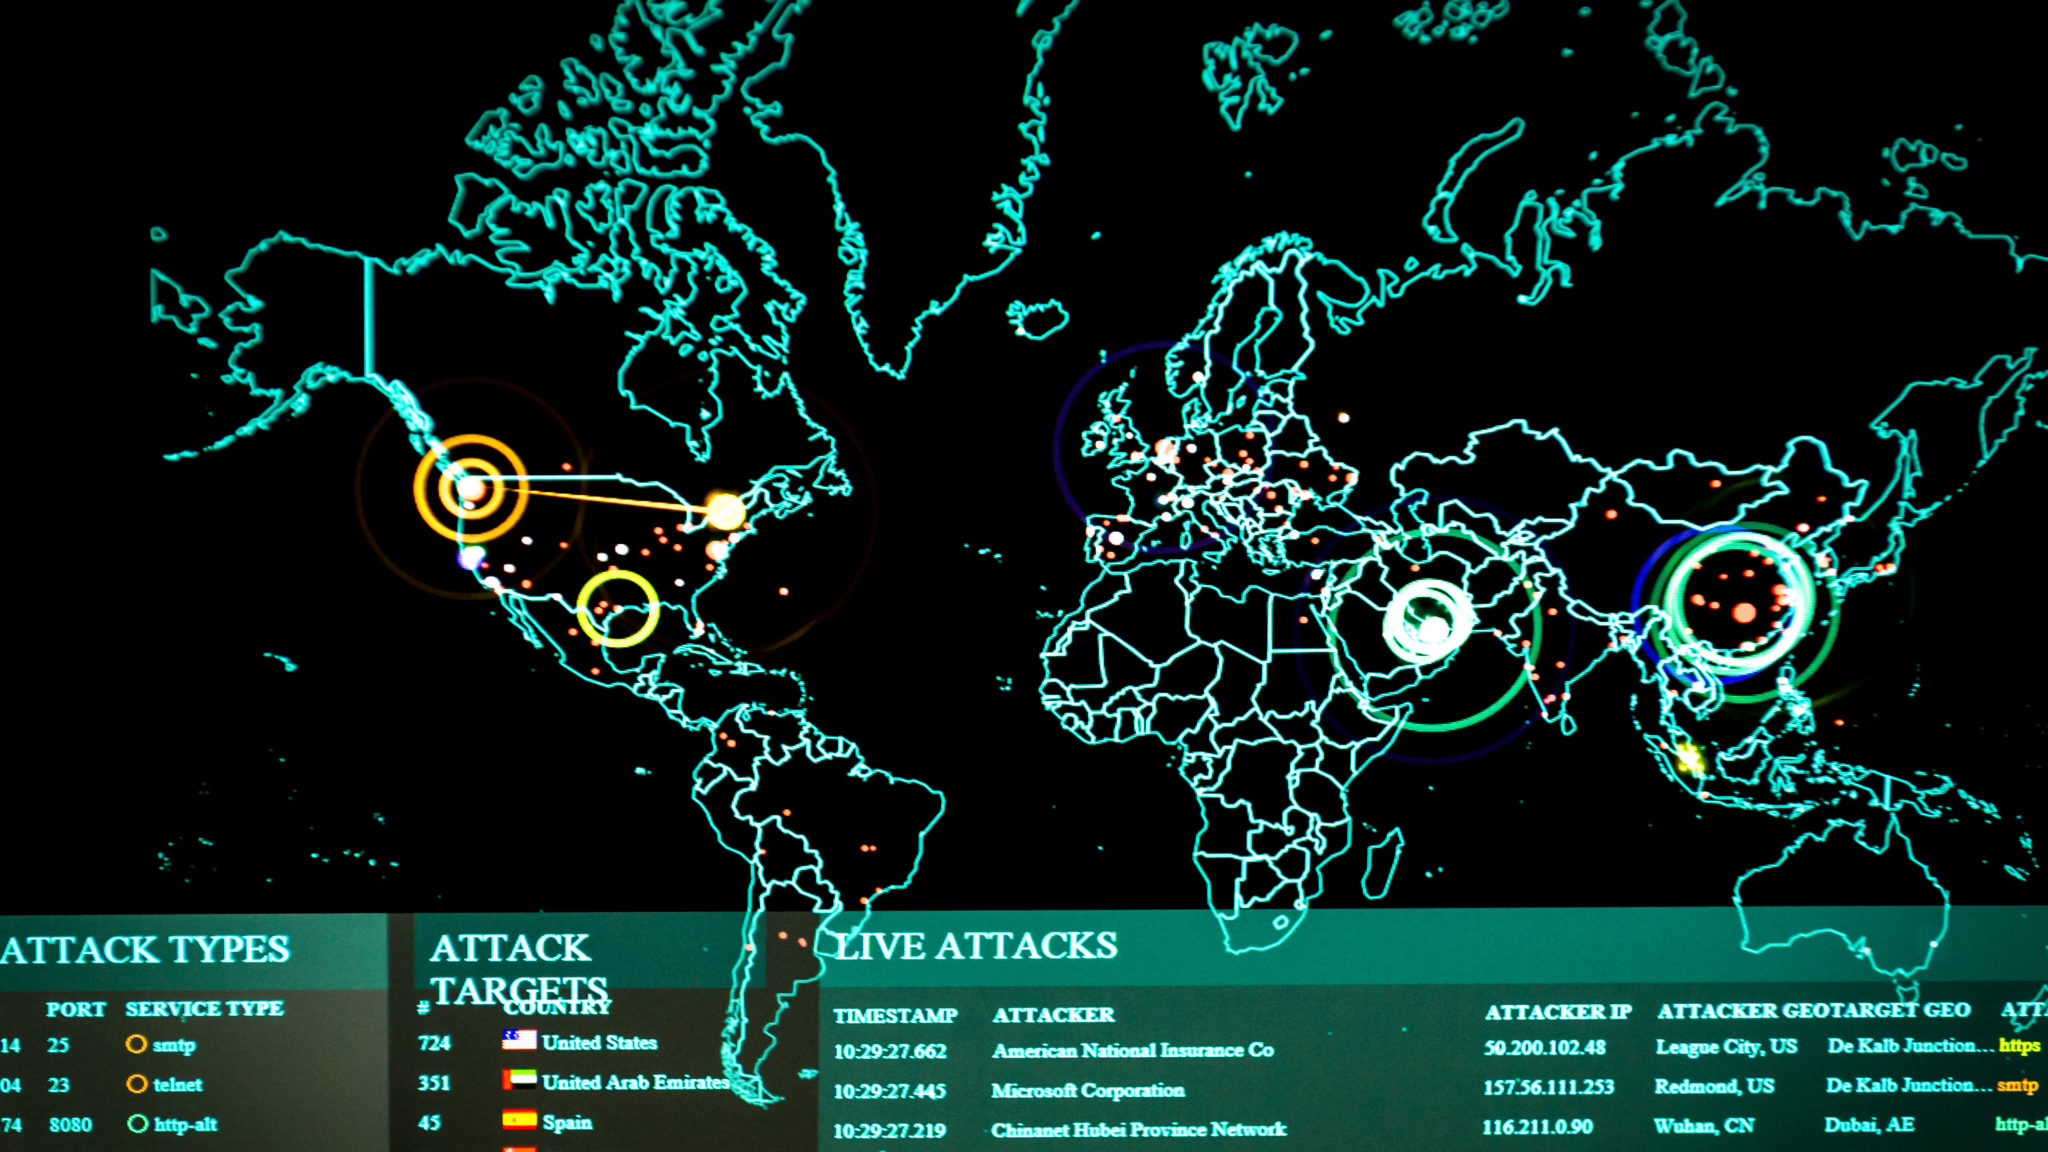 ATTACK TYPES
PORT SERVICE TYPE
14 25 smtp
04 23 telnet
74 8080 http-alt
ATTACK
TARGETS
# COUNTRY
724 United States
351 United Arab Emirates
45 Spain
LIVE ATTACKS
TIMESTAMP ATTACKER ATTACKER IP ATTACKER GEO TARGET GEO ATTA
10:29:27.662 American National Insurance Co 50.200.102.48 League City, US De Kalb Junction... https
10:29:27.445 Microsoft Corporation 157.56.111.253 Redmond, US De Kalb Junction... smtp
10:29:27.219 Chinanet Hubei Province Network 116.211.0.90 Wuhan, CN Dubai, AE http-al